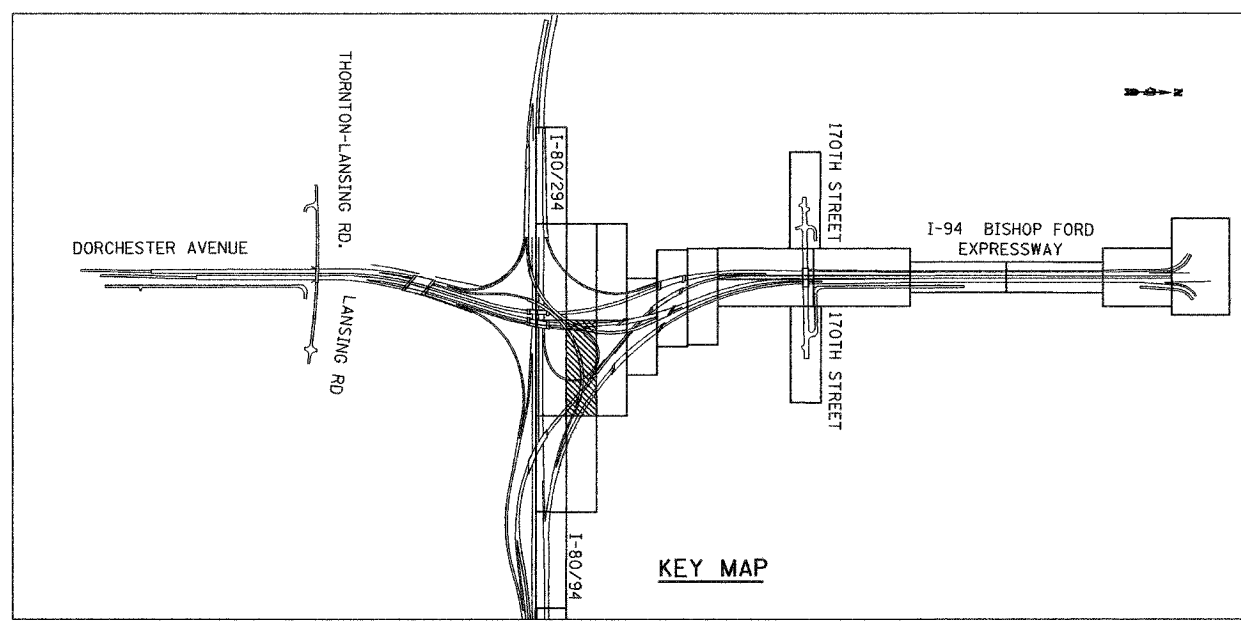 THORNTON-LANSING RD.
I-80/294
170TH STREET
N
DORCHESTER AVENUE
I-94 BISHOP FORD
EXPRESSWAY
LANSING RD
170TH STREET
I-80/94
KEY MAP